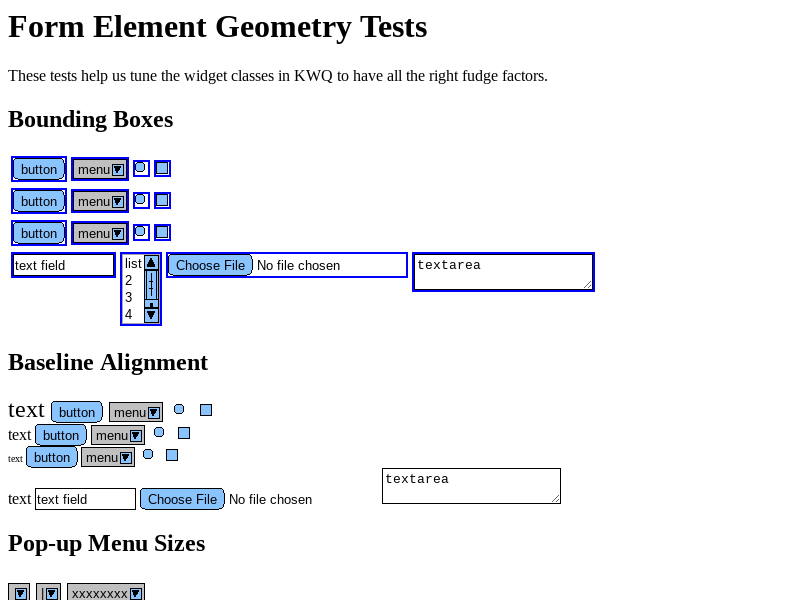 Form Element Geometry Tests
These tests help us tune the widget classes in KWQ to have all the right fudge factors.
Bounding Boxes
button menu
button menu
button menu
text field list Choose File No file chosen textarea
2
3
4
Baseline Alignment
text button menu
text button menu
text button menu
text text field Choose File No file chosen textarea
Pop-up Menu Sizes
| xxxxxxxx